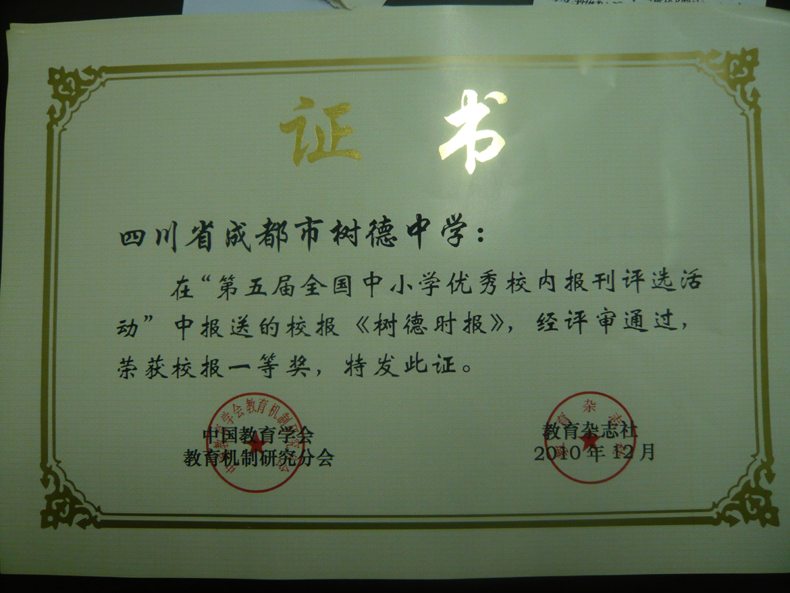 证 书
四川省成都市树德中学：
在“第五届全国中小学优秀校内报刊评选活
动”中报送的校报《树德时报》，经评审通过，
荣获校报一等奖，特发此证。
中国教育学会
教育机制研究分会
教育杂志社
2010年12月